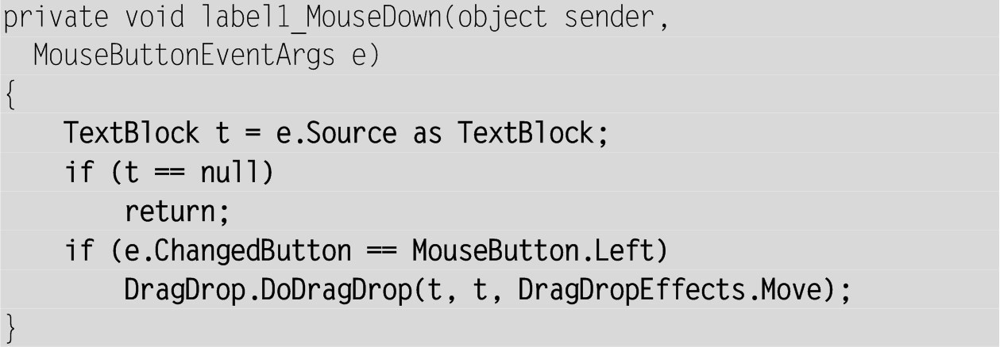 private void label1_MouseDown(object sender,
  MouseButtonEventArgs e)
{
    TextBlock t = e.Source as TextBlock;
    if (t == null)
        return;
    if (e.ChangedButton == MouseButton.Left)
        DragDrop.DoDragDrop(t, t, DragDropEffects.Move);
}